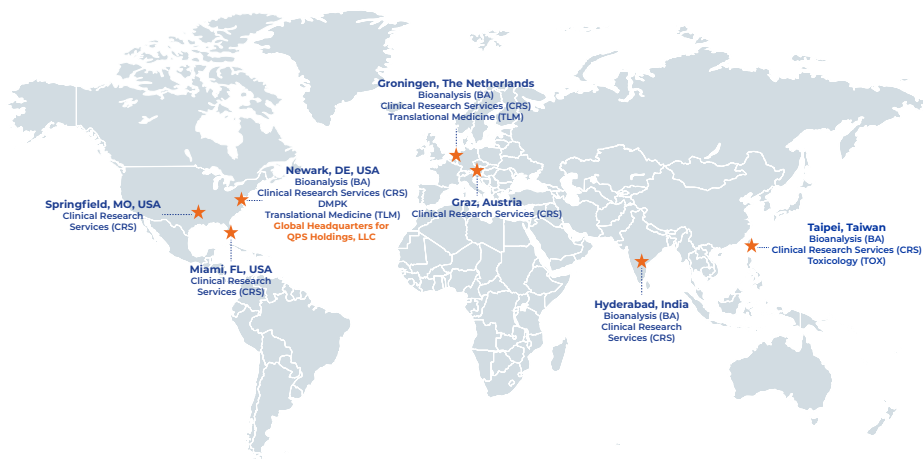 Groningen, The Netherlands
Bioanalysis (BA)
Clinical Research Services (CRS)
Translational Medicine (TLM)
Newark, DE, USA
Bioanalysis (BA)
Clinical Research Services (CRS)
DMPK
Translational Medicine (TLM)
Global Headquarters for
QPS Holdings, LLC
Springfield, MO, USA
Clinical Research
Services (CRS)
Graz, Austria
Clinical Research Services (CRS)
Taipei, Taiwan
Bioanalysis (BA)
Clinical Research Services (CRS)
Toxicology (TOX)
Miami, FL, USA
Clinical Research
Services (CRS)
Hyderabad, India
Bioanalysis (BA)
Clinical Research
Services (CRS)